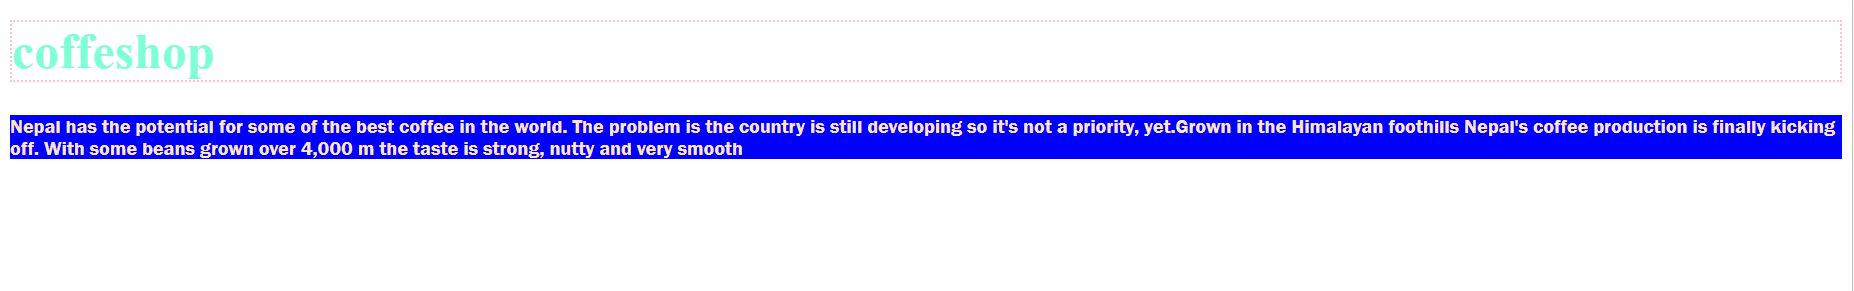 coffeshop
Nepal has the potential for some of the best coffee in the world. The problem is the country is still developing so it's not a priority, yet.Grown in the Himalayan foothills Nepal's coffee production is finally kicking
off. With some beans grown over 4,000 m the taste is strong, nutty and very smooth